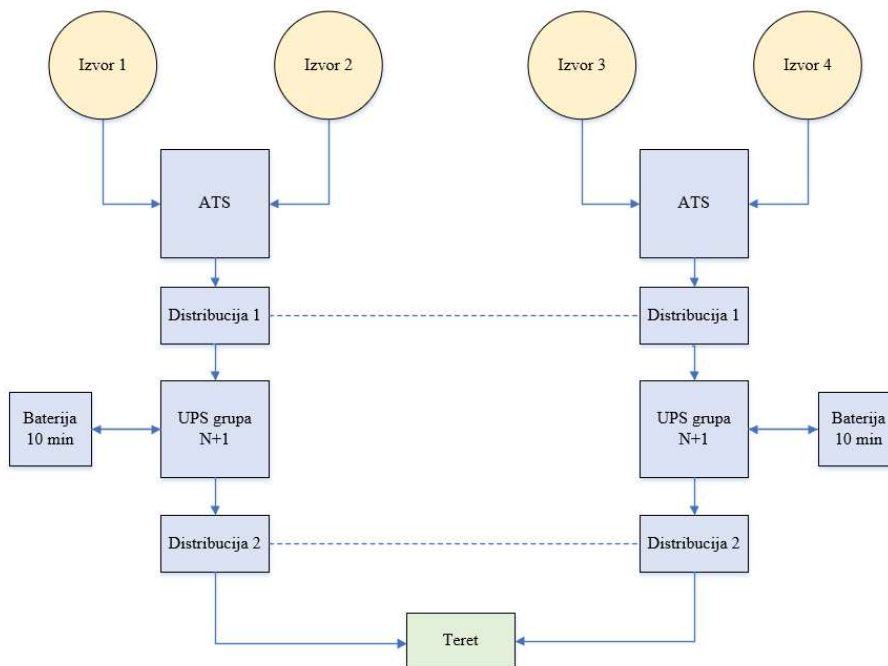 Izvor 1
Izvor 2
Izvor 3
Izvor 4
ATS
ATS
Distribucija 1
Distribucija 1
Baterija
10 min
UPS grupa
N+1
UPS grupa
N+1
Baterija
10 min
Distribucija 2
Distribucija 2
Teret